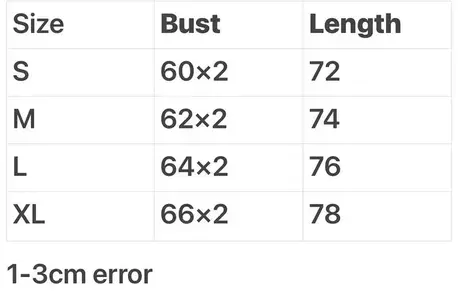 Size Bust Length
S 60×2 72
M 62×2 74
L 64×2 76
XL 66×2 78
1-3cm error